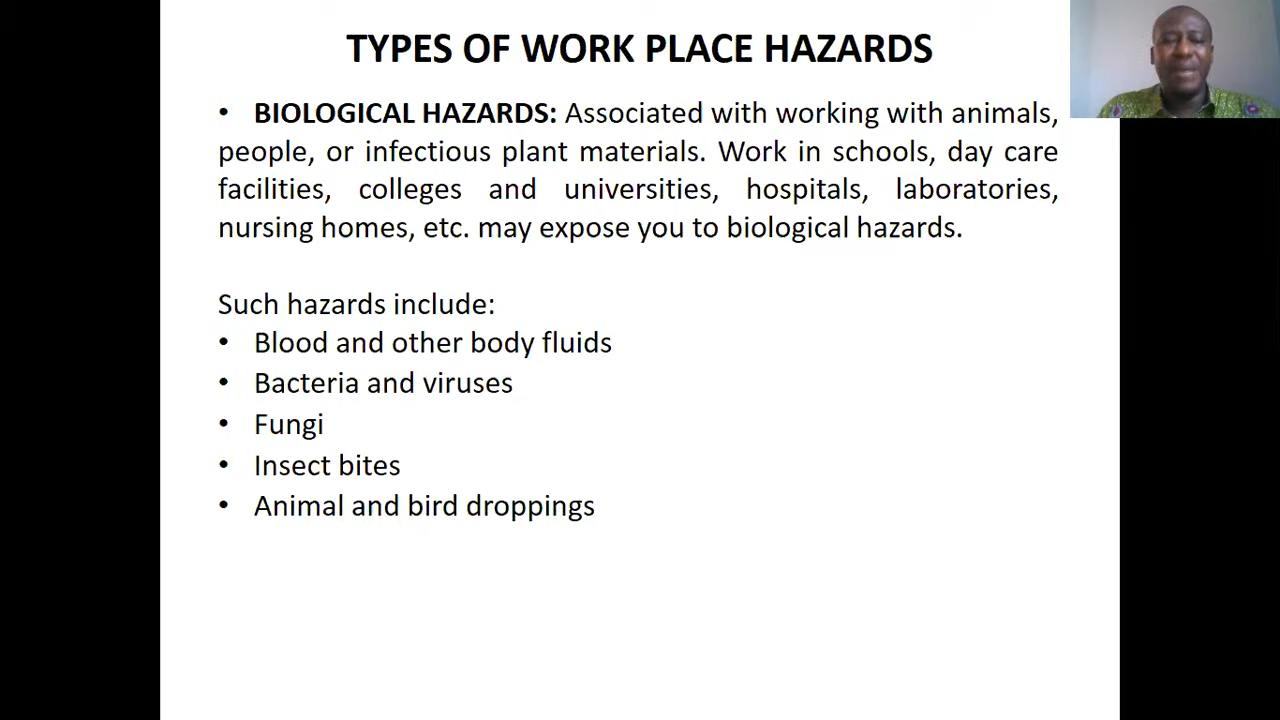 TYPES OF WORK PLACE HAZARDS
• BIOLOGICAL HAZARDS: Associated with working with animals,
people, or infectious plant materials. Work in schools, day care
facilities, colleges and universities, hospitals, laboratories,
nursing homes, etc. may expose you to biological hazards.
Such hazards include:
• Blood and other body fluids
• Bacteria and viruses
• Fungi
• Insect bites
• Animal and bird droppings